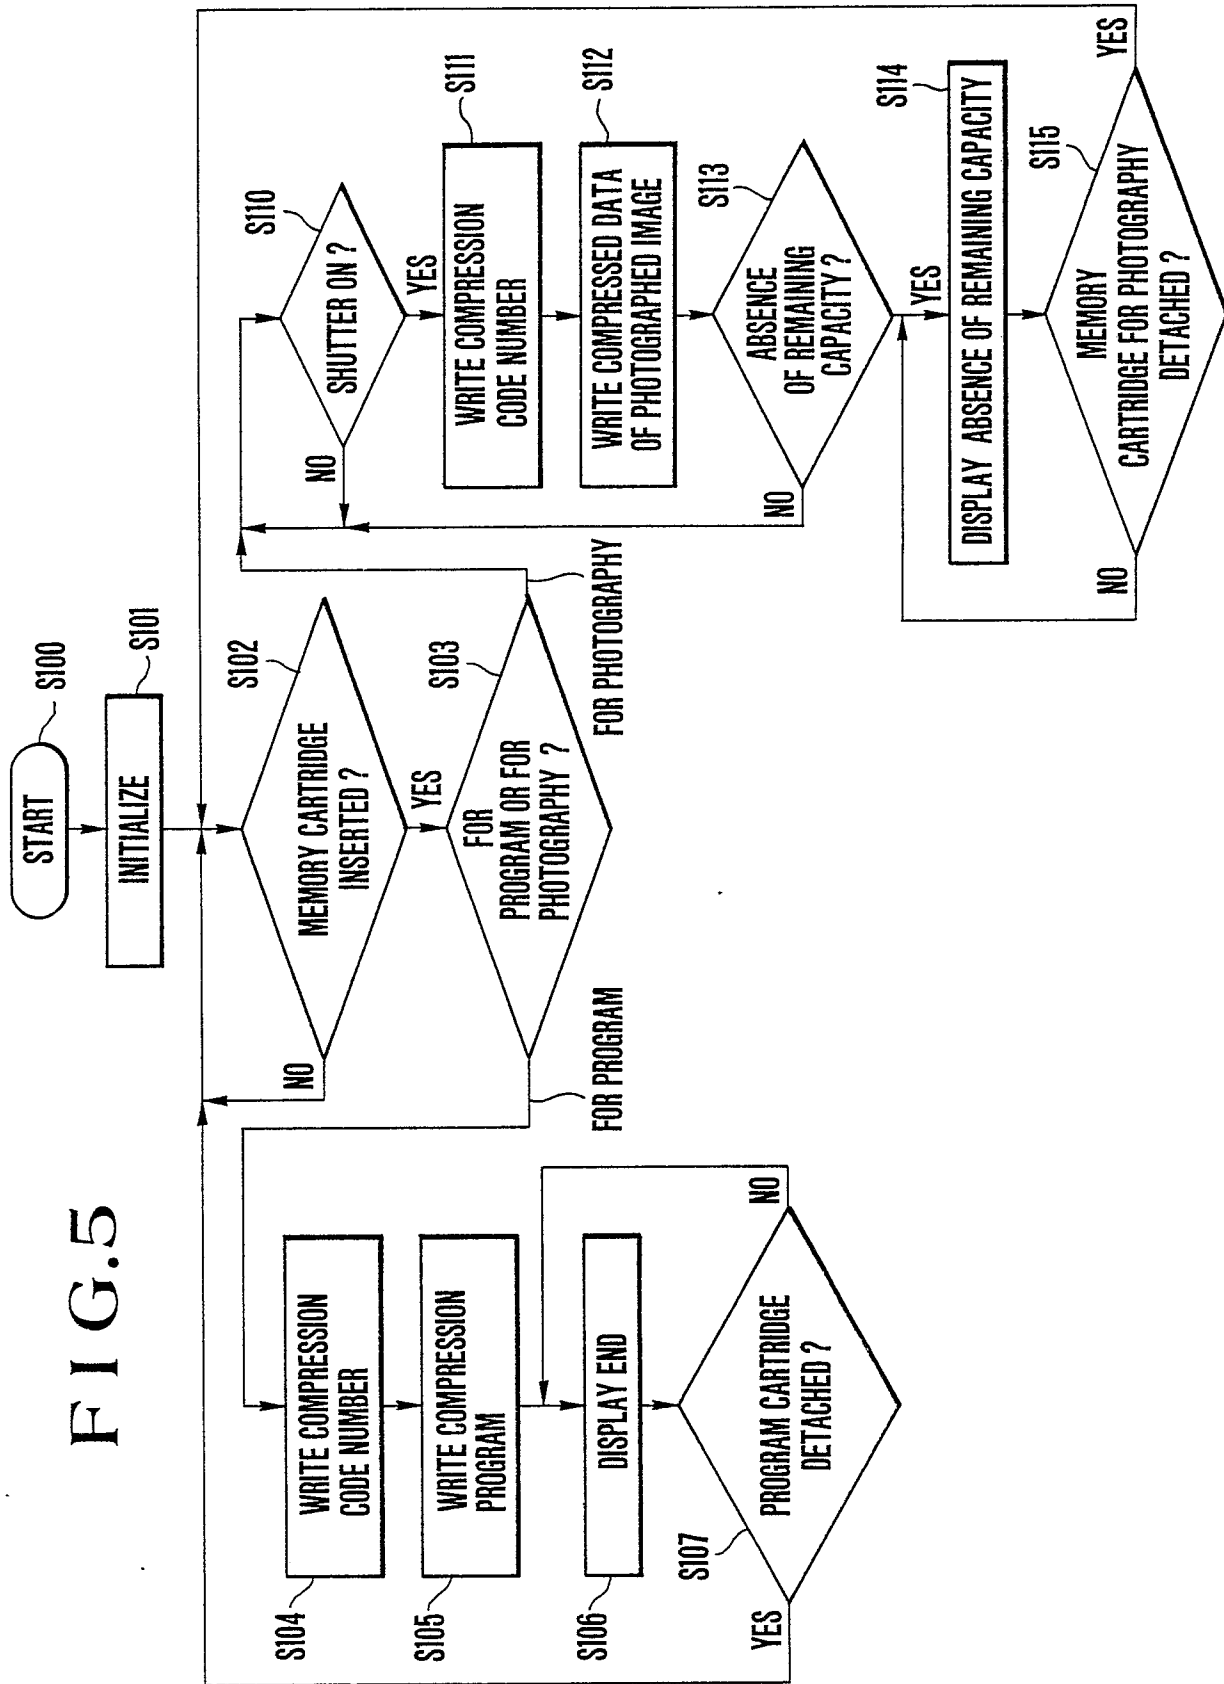 FIG.5
START
S100
INITIALIZE
S101
MEMORY CARTRIDGE
INSERTED ?
S102
NO
YES
FOR
PROGRAM OR FOR
PHOTOGRAPHY ?
S103
FOR PROGRAM
FOR PHOTOGRAPHY
WRITE COMPRESSION
CODE NUMBER
S104
WRITE COMPRESSION
PROGRAM
S105
DISPLAY END
S106
PROGRAM CARTRIDGE
DETACHED ?
S107
YES
NO
SHUTTER ON ?
S110
NO
YES
WRITE COMPRESSION
CODE NUMBER
S111
WRITE COMPRESSED DATA
OF PHOTOGRAPHED IMAGE
S112
ABSENCE
OF REMAINING
CAPACITY ?
S113
NO
YES
DISPLAY ABSENCE OF REMAINING CAPACITY
S114
MEMORY
CARTRIDGE FOR PHOTOGRAPHY
DETACHED ?
S115
NO
YES